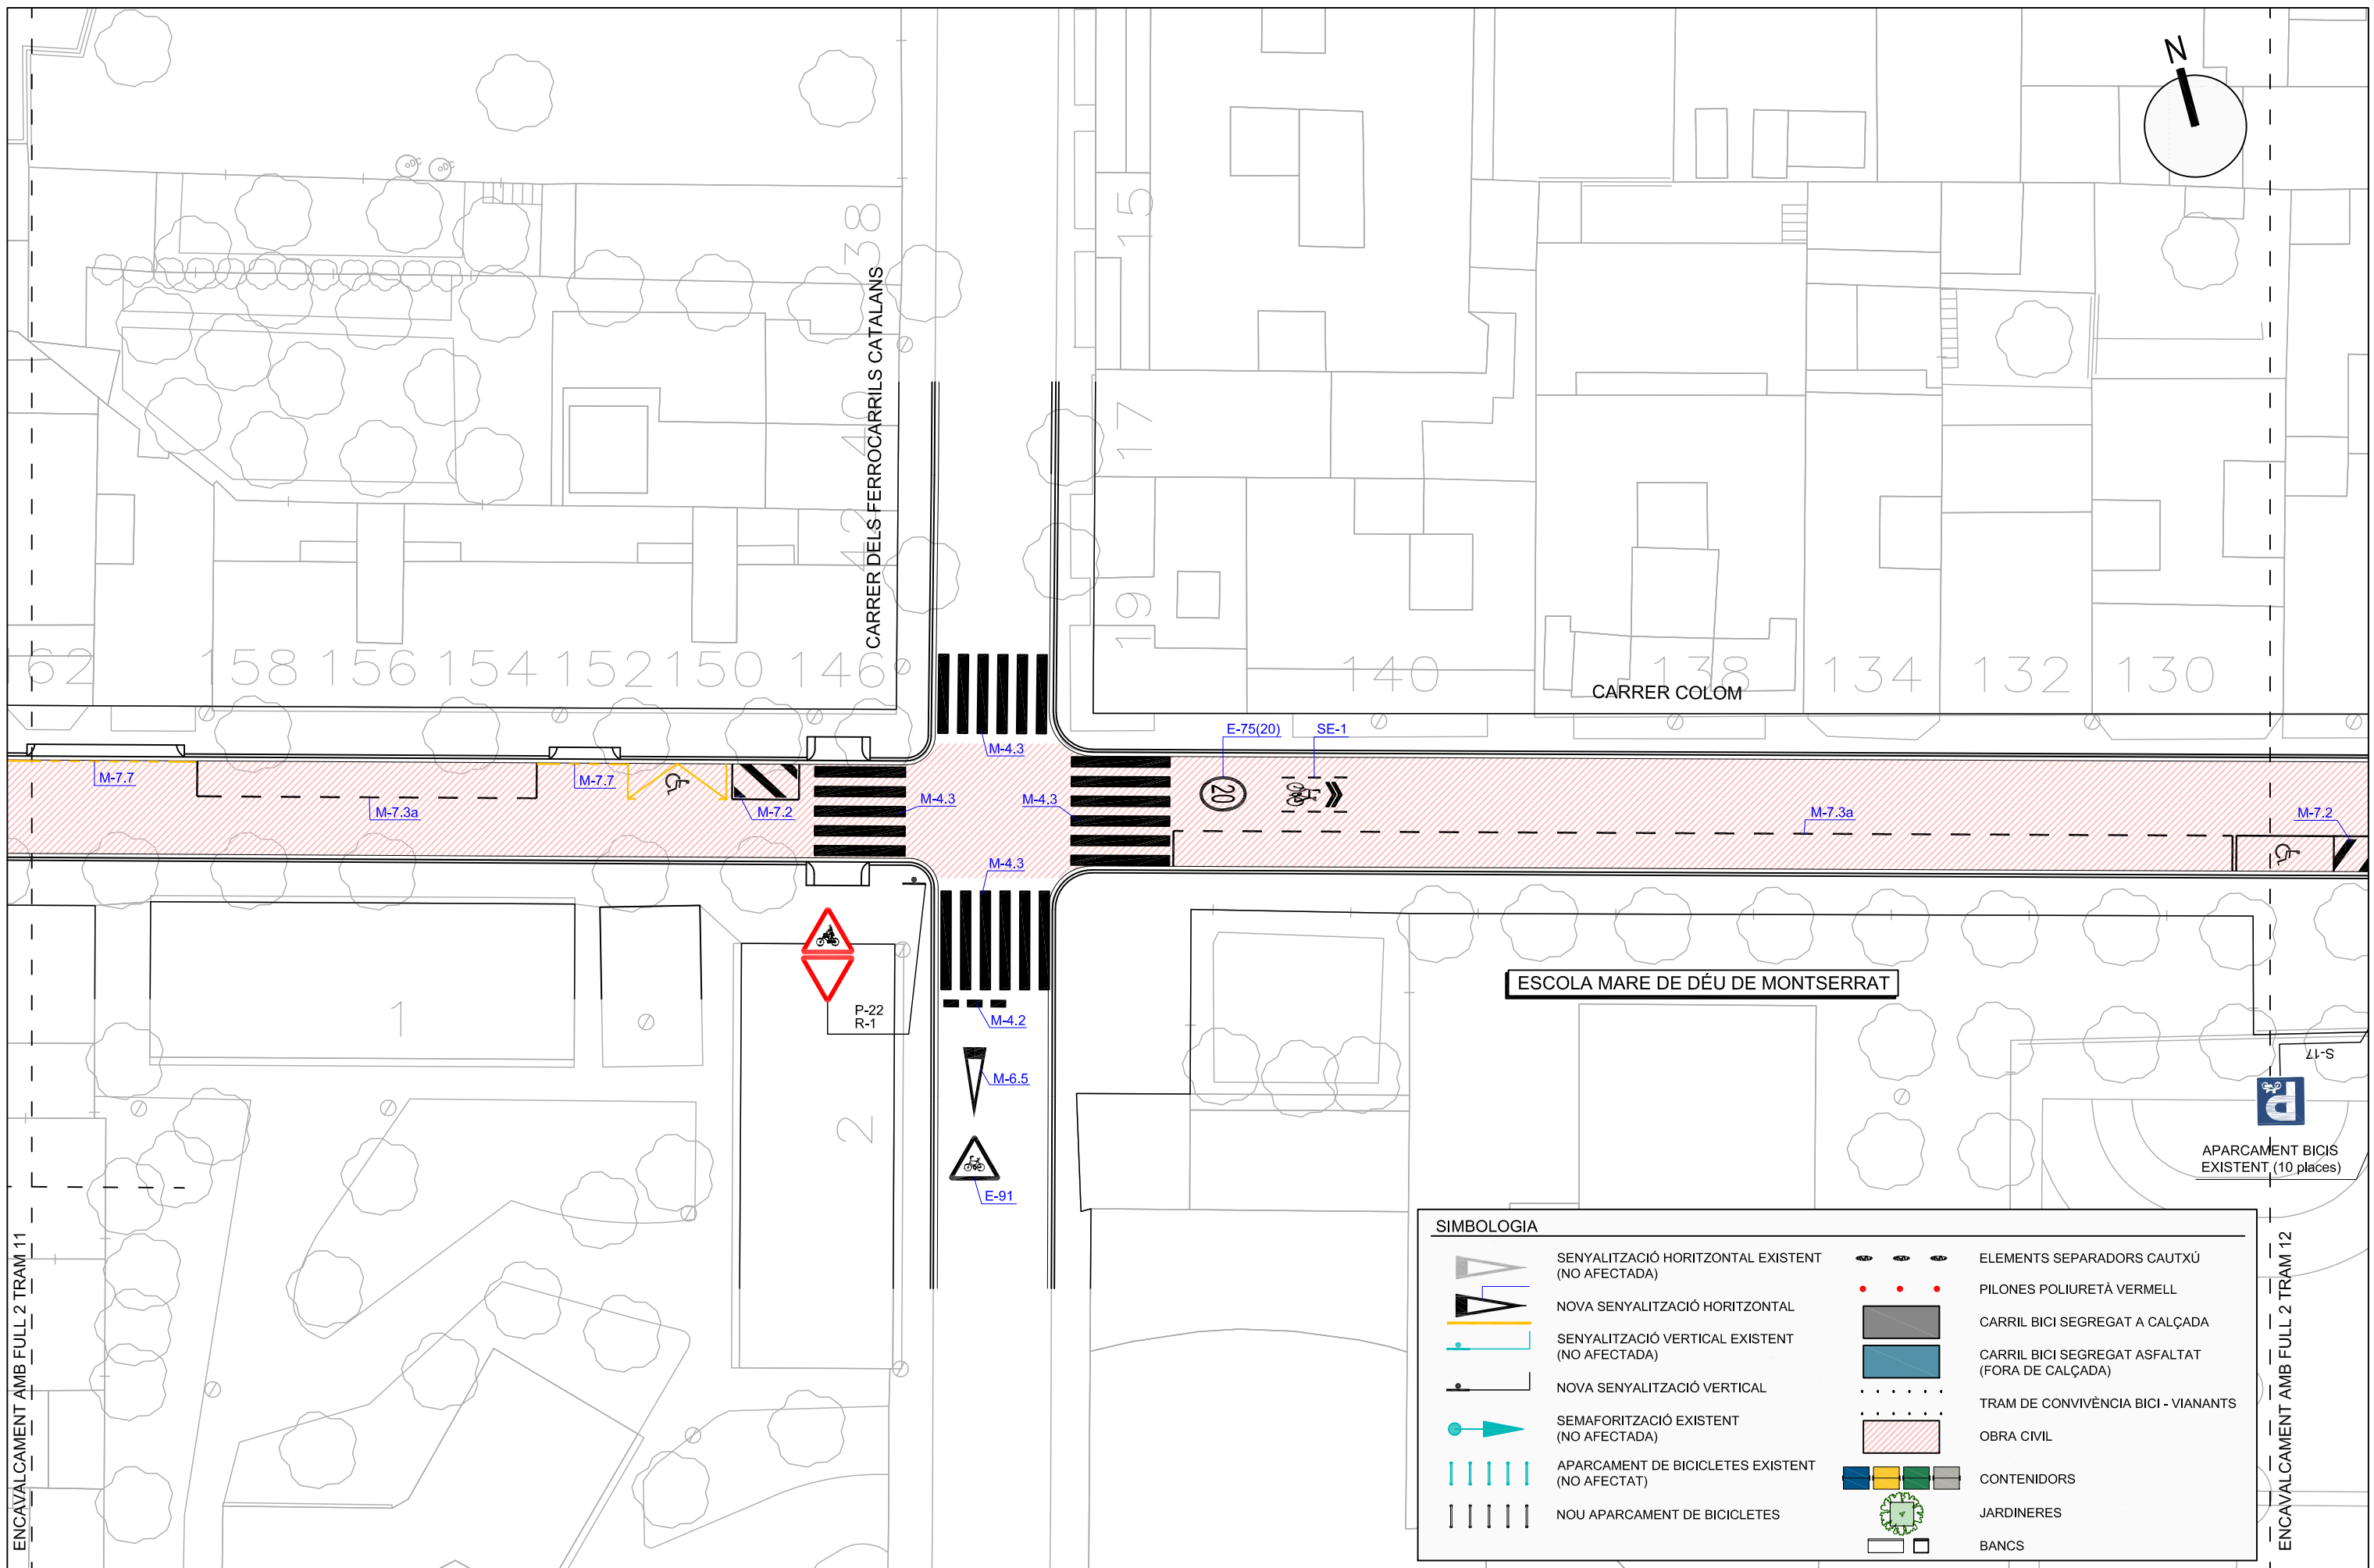 N
38
15
CARRER DELS FERROCARRILS CATALANS
40
17
42
19
62
158
156
154
152
150
146
140
138
134
132
130
CARRER COLOM
E-75(20)
SE-1
M-4.3
M-7.7
M-7.7
M-7.3a
M-7.2
M-4.3
M-4.3
20
M-7.3a
M-7.2
M-4.3
ESCOLA MARE DE DÉU DE MONTSERRAT
1
P-22
R-1
M-4.2
M-6.5
2
E-91
S-17
P
APARCAMENT BICIS
EXISTENT (10 places)
ENCAVALCAMENT AMB FULL 2 TRAM 11
SIMBOLOGIA
SENYALITZACIÓ HORITZONTAL EXISTENT
(NO AFECTADA)
NOVA SENYALITZACIÓ HORITZONTAL
SENYALITZACIÓ VERTICAL EXISTENT
(NO AFECTADA)
NOVA SENYALITZACIÓ VERTICAL
SEMAFORITZACIÓ EXISTENT
(NO AFECTADA)
APARCAMENT DE BICICLETES EXISTENT
(NO AFECTAT)
NOU APARCAMENT DE BICICLETES
ELEMENTS SEPARADORS CAUTXÚ
PILONES POLIURETÀ VERMELL
CARRIL BICI SEGREGAT A CALÇADA
CARRIL BICI SEGREGAT ASFALTAT
(FORA DE CALÇADA)
TRAM DE CONVIVÈNCIA BICI - VIANANTS
OBRA CIVIL
CONTENIDORS
JARDINERES
BANCS
ENCAVALCAMENT AMB FULL 2 TRAM 12